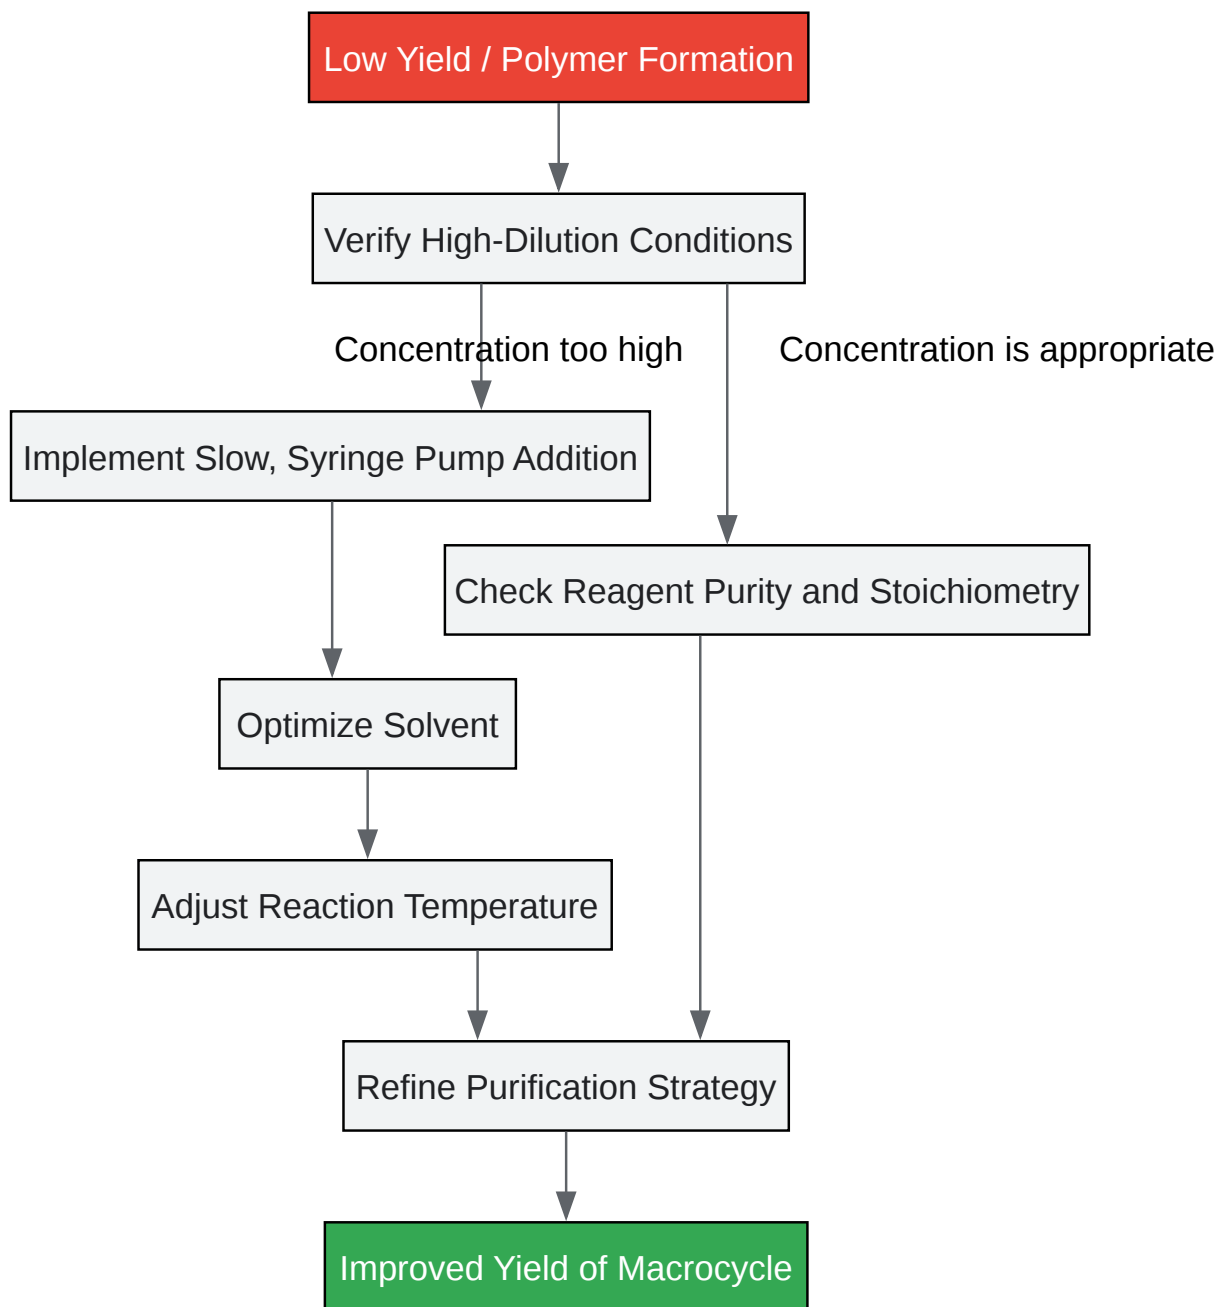 Low Yield / Polymer Formation
Verify High-Dilution Conditions
Concentration too high
Concentration is appropriate
Implement Slow, Syringe Pump Addition
Check Reagent Purity and Stoichiometry
Optimize Solvent
Adjust Reaction Temperature
Refine Purification Strategy
Improved Yield of Macrocycle